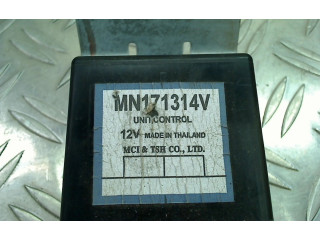 MN171314V
UNIT CONTROL
12V MADE IN THAILAND
MCI & TSH CO., LTD.